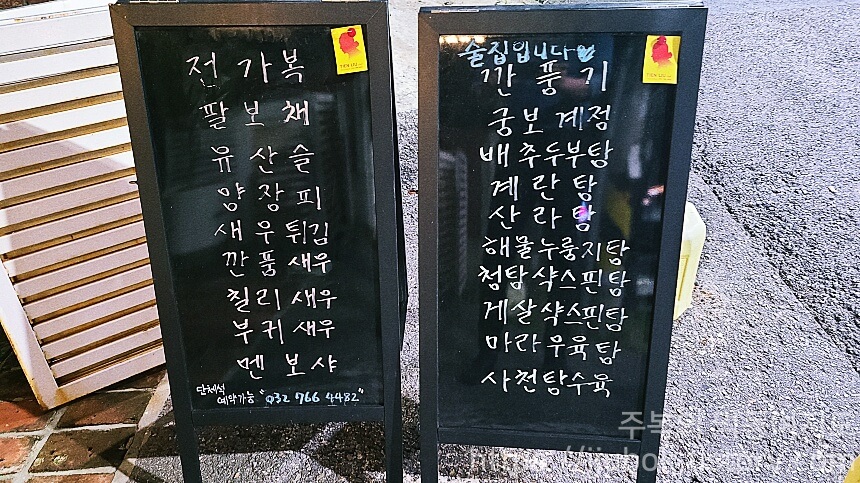 전가복
팔보채
유산슬
양장피
새우튀김
깐풍새우
칠리새우
부귀새우
멘보샤
단체석
예약가능 "032 766 4482"
술집입니다
깐풍기
궁보계정
배추두부탕
계란탕
산라탕
해물누룽지탕
청탕샥스핀탕
게살샥스핀탕
마라우육탕
사천탕수육